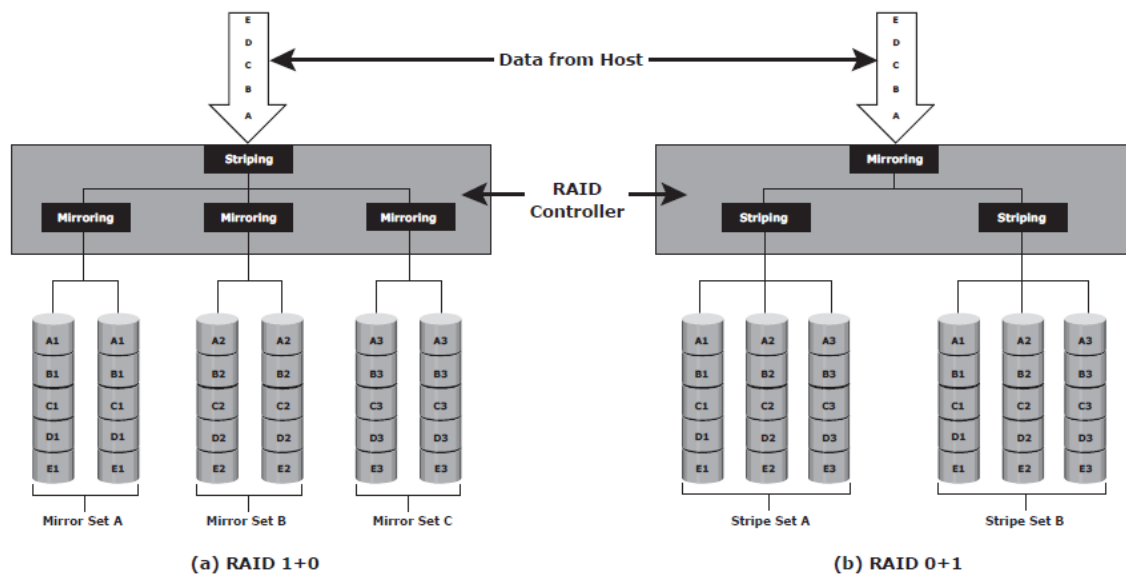 E E
D D
Data from Host
C C
B B
A A
Striping Mirroring
RAID
Controller
Mirroring Mirroring Mirroring Striping Striping
A1 A1 A2 A2 A3 A3 A1 A2 A3 A1 A2 A3
B1 B1 B2 B2 B3 B3 B1 B2 B3 B1 B2 B3
C1 C1 C2 C2 C3 C3 C1 C2 C3 C1 C2 C3
D1 D1 D2 D2 D3 D3 D1 D2 D3 D1 D2 D3
E1 E1 E2 E2 E3 E3 E1 E2 E3 E1 E2 E3
Mirror Set A Mirror Set B Mirror Set C Stripe Set A Stripe Set B
(a) RAID 1+0 (b) RAID 0+1